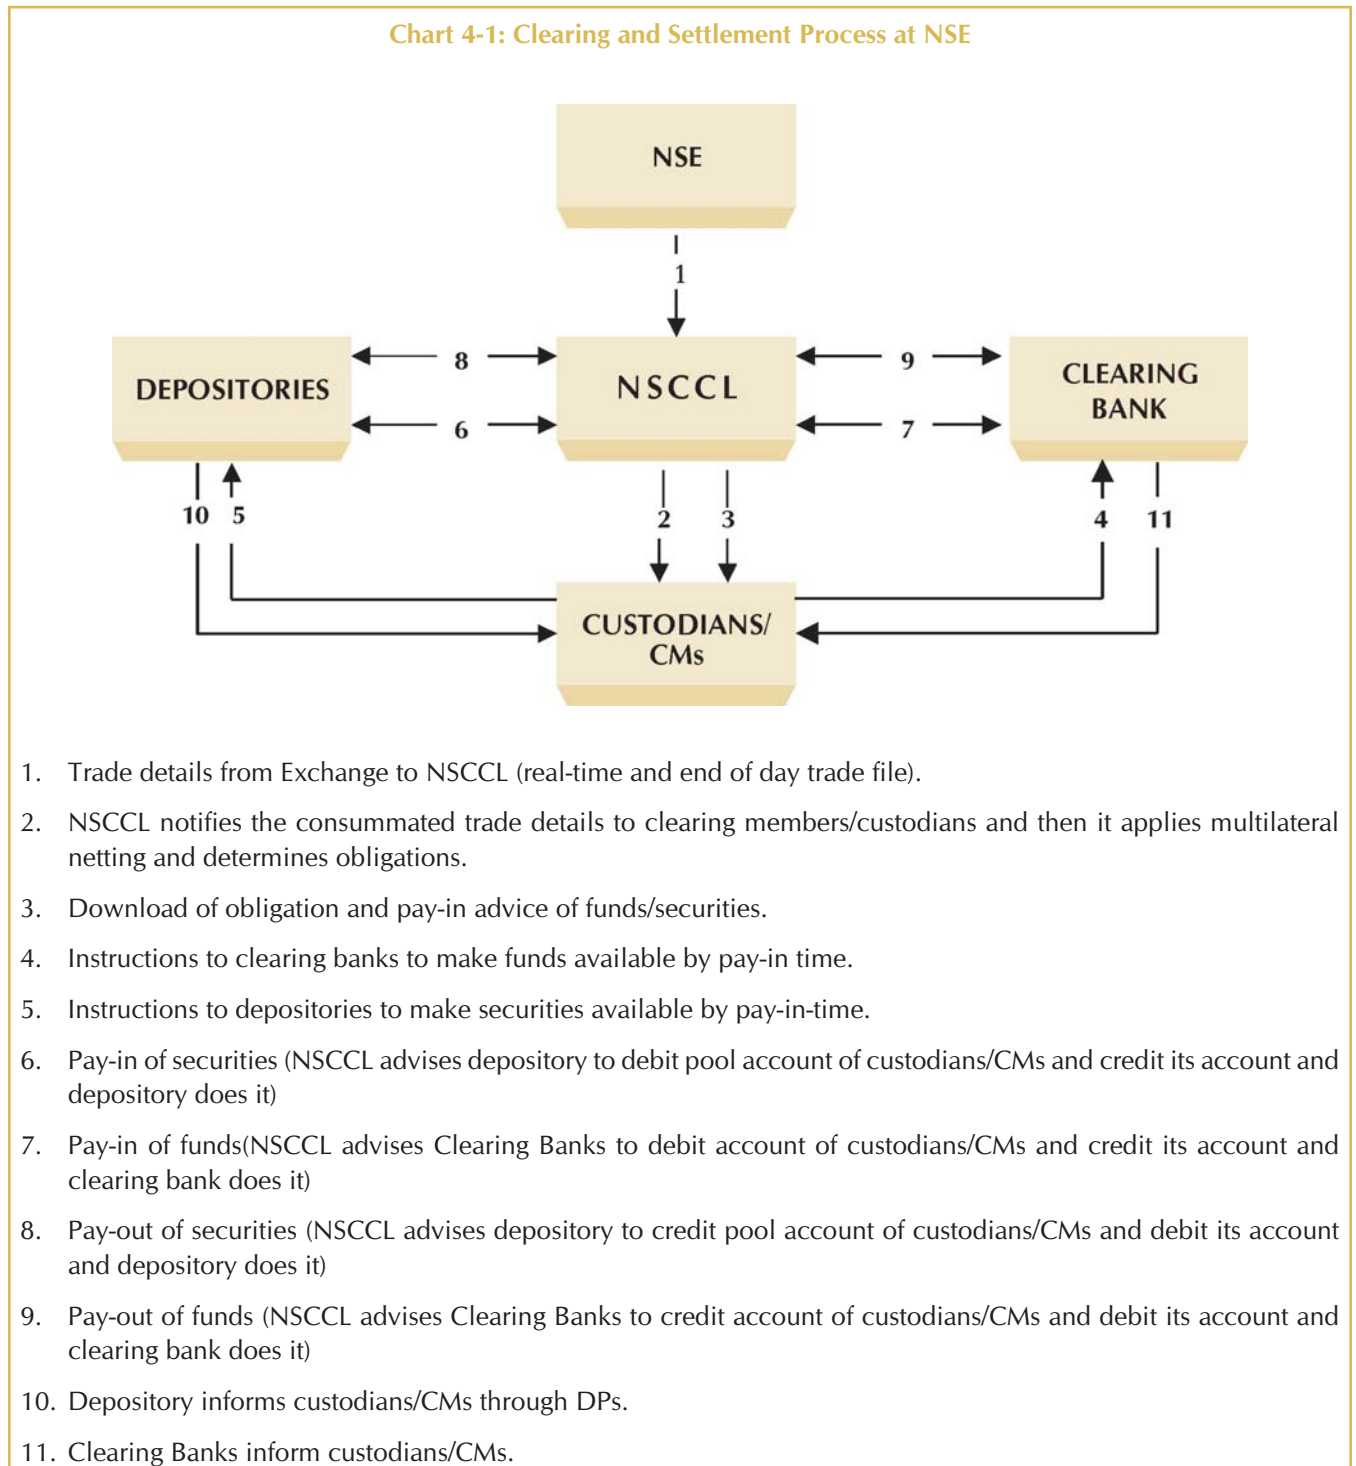 Chart 4-1: Clearing and Settlement Process at NSE
NSE
1
DEPOSITORIES
8
6
NSCCL
9
7
CLEARING
BANK
10 5
2 3
4 11
CUSTODIANS/
CMs
1. Trade details from Exchange to NSCCL (real-time and end of day trade file).
2. NSCCL notifies the consummated trade details to clearing members/custodians and then it applies multilateral
netting and determines obligations.
3. Download of obligation and pay-in advice of funds/securities.
4. Instructions to clearing banks to make funds available by pay-in time.
5. Instructions to depositories to make securities available by pay-in-time.
6. Pay-in of securities (NSCCL advises depository to debit pool account of custodians/CMs and credit its account and
depository does it)
7. Pay-in of funds(NSCCL advises Clearing Banks to debit account of custodians/CMs and credit its account and
clearing bank does it)
8. Pay-out of securities (NSCCL advises depository to credit pool account of custodians/CMs and debit its account
and depository does it)
9. Pay-out of funds (NSCCL advises Clearing Banks to credit account of custodians/CMs and debit its account and
clearing bank does it)
10. Depository informs custodians/CMs through DPs.
11. Clearing Banks inform custodians/CMs.